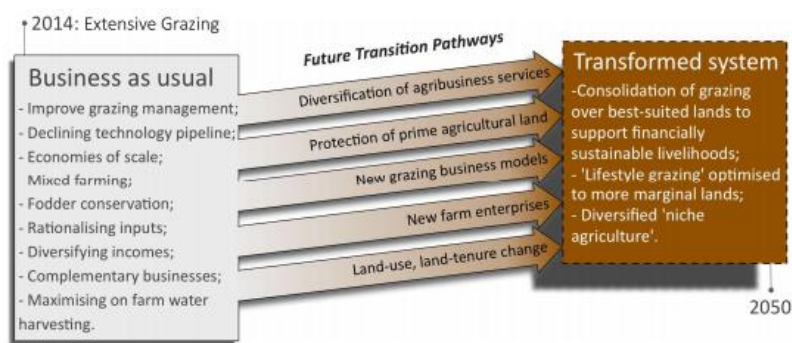 2014: Extensive Grazing
Future Transition Pathways
Business as usual
- Improve grazing management;
- Declining technology pipeline;
- Economies of scale;
Mixed farming;
- Fodder conservation;
- Rationalising inputs;
- Diversifying incomes;
- Complementary businesses;
- Maximising on farm water
harvesting.
Diversification of agribusiness services
Protection of prime agricultural land
New grazing business models
New farm enterprises
Land-use, land-tenure change
Transformed system
-Consolidation of grazing
over best-suited lands to
support financially
sustainable livelihoods;
- 'Lifestyle grazing' optimised
to more marginal lands;
- Diversified 'niche
agriculture'.
2050